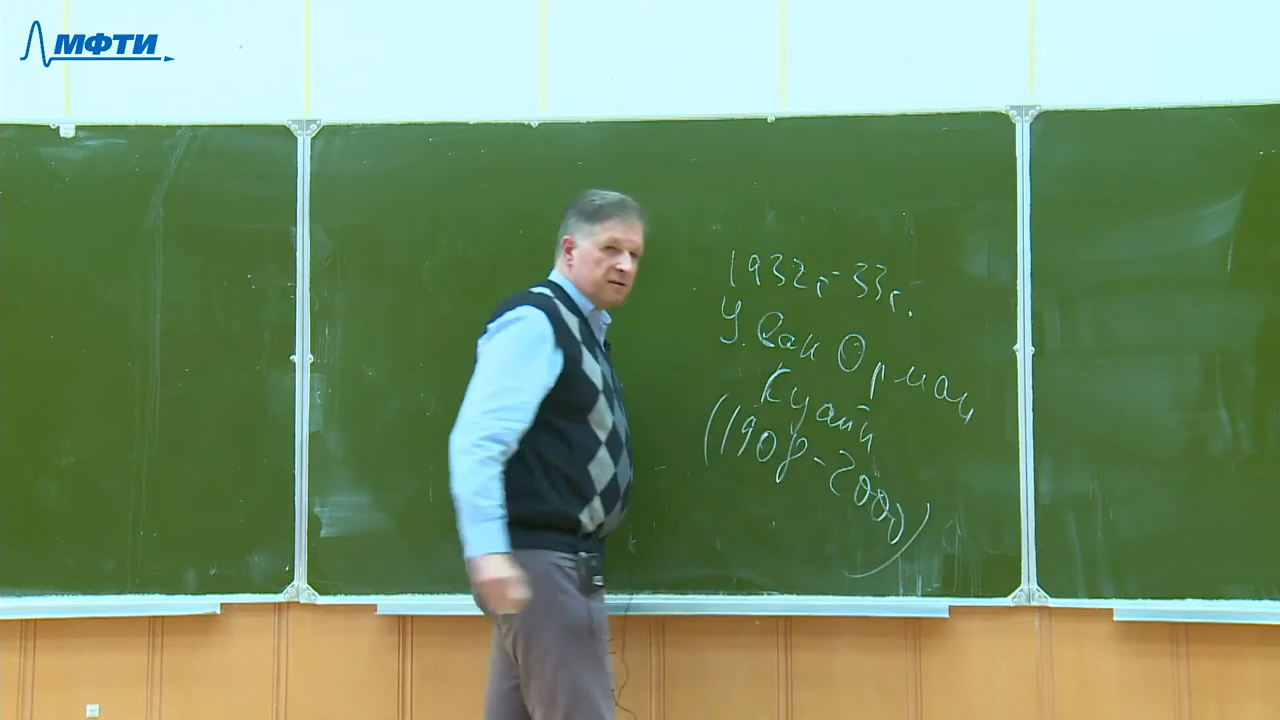 МФТИ
1932г-33г.
У. Ван Орман
Куайн
(1908-2000)